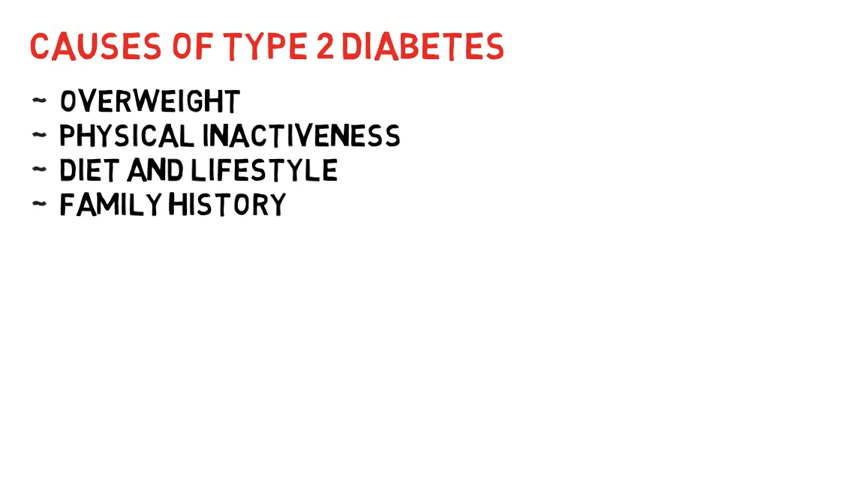 CAUSES OF TYPE 2 DIABETES
~ OVERWEIGHT
~ PHYSICAL INACTIVENESS
~ DIET AND LIFESTYLE
~ FAMILY HISTORY